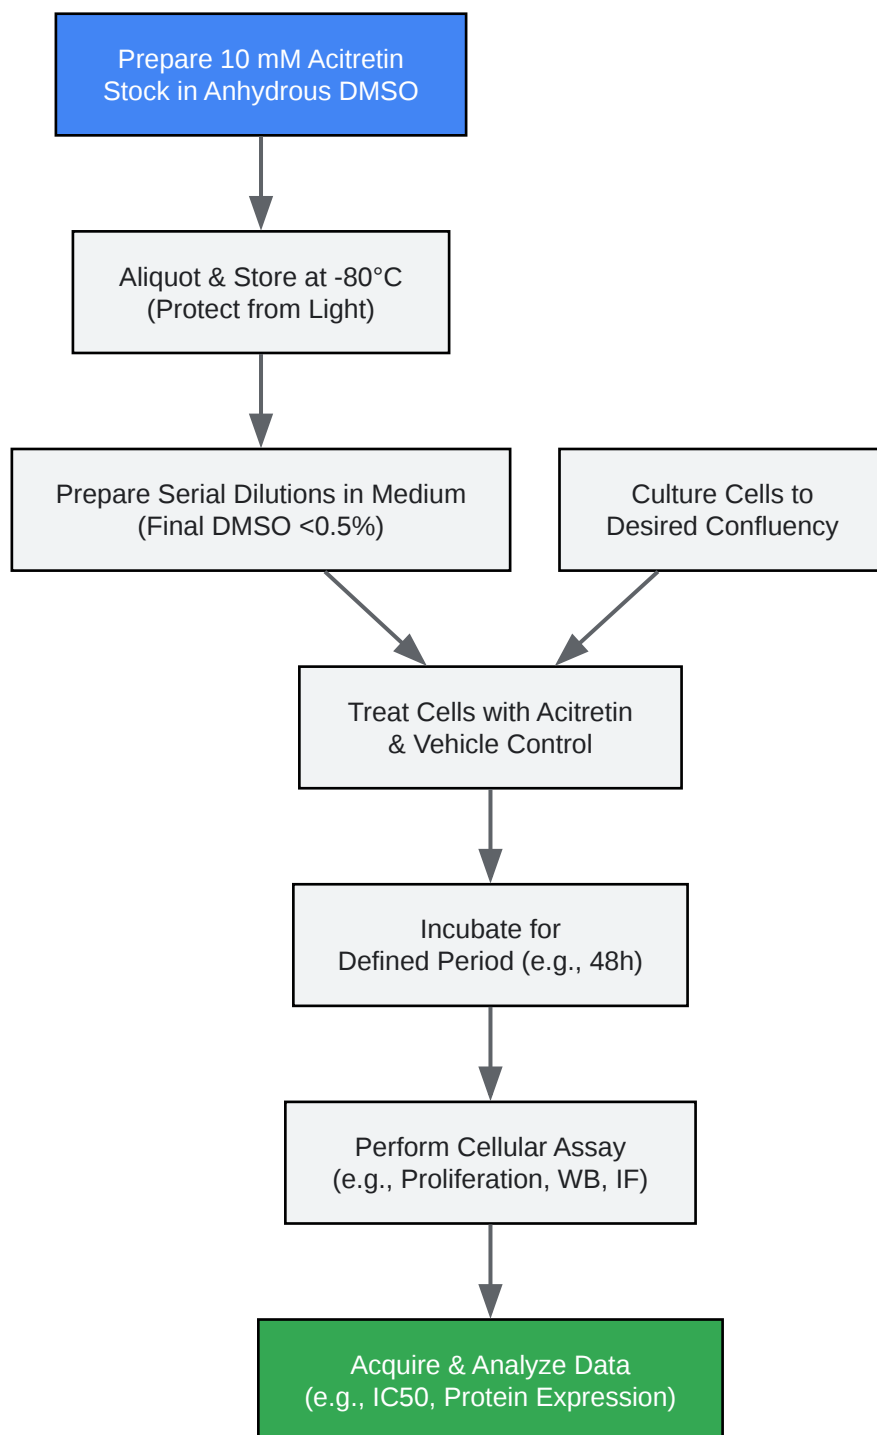 Prepare 10 mM Acitretin
Stock in Anhydrous DMSO
Aliquot & Store at -80°C
(Protect from Light)
Prepare Serial Dilutions in Medium
(Final DMSO <0.5%)
Culture Cells to
Desired Confluency
Treat Cells with Acitretin
& Vehicle Control
Incubate for
Defined Period (e.g., 48h)
Perform Cellular Assay
(e.g., Proliferation, WB, IF)
Acquire & Analyze Data
(e.g., IC50, Protein Expression)